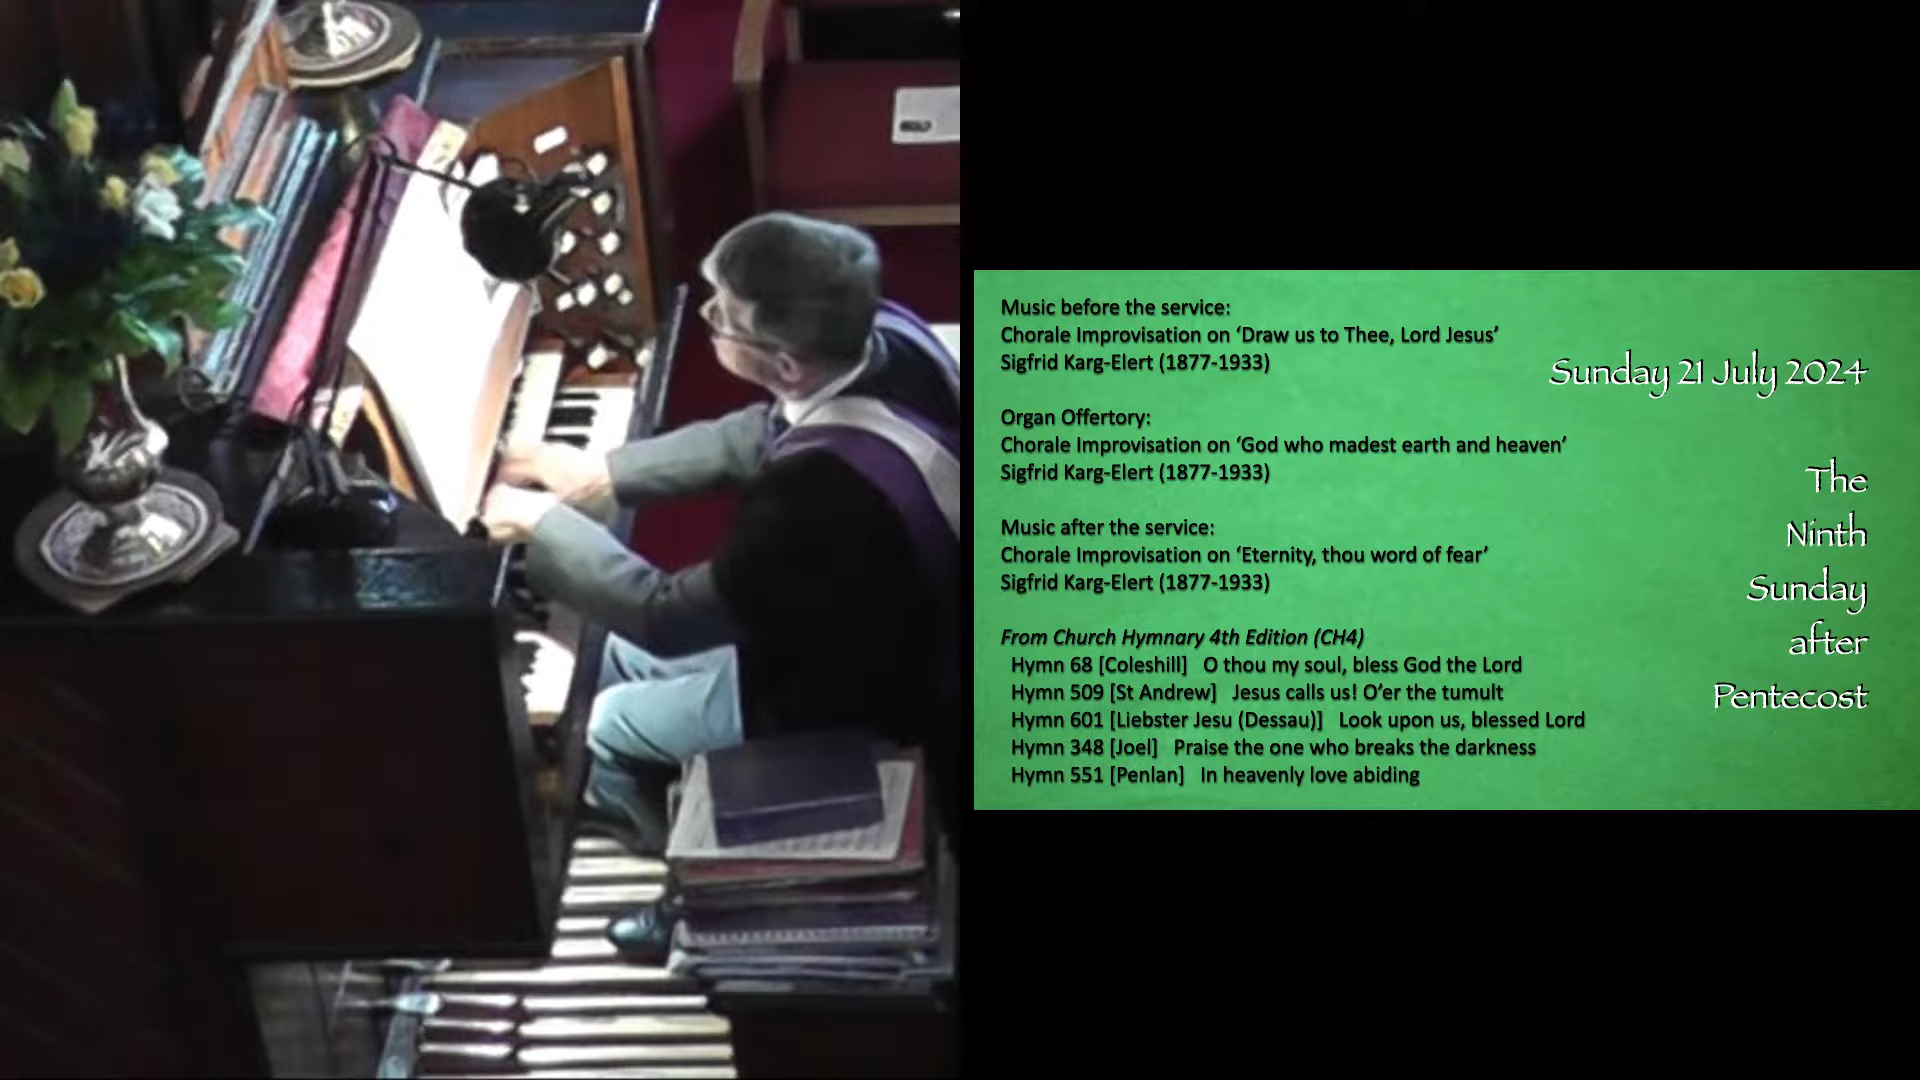 Music before the service:
Chorale Improvisation on ‘Draw us to Thee, Lord Jesus’
Sigfrid Karg-Elert (1877-1933)
Organ Offertory:
Chorale Improvisation on ‘God who madest earth and heaven’
Sigfrid Karg-Elert (1877-1933)
Music after the service:
Chorale Improvisation on ‘Eternity, thou word of fear’
Sigfrid Karg-Elert (1877-1933)
From Church Hymnary 4th Edition (CH4)
Hymn 68 [Coleshill] O thou my soul, bless God the Lord
Hymn 509 [St Andrew] Jesus calls us! O’er the tumult
Hymn 601 [Liebster Jesu (Dessau)] Look upon us, blessed Lord
Hymn 348 [Joel] Praise the one who breaks the darkness
Hymn 551 [Penlan] In heavenly love abiding
Sunday 21 July 2024
The
Ninth
Sunday
after
Pentecost